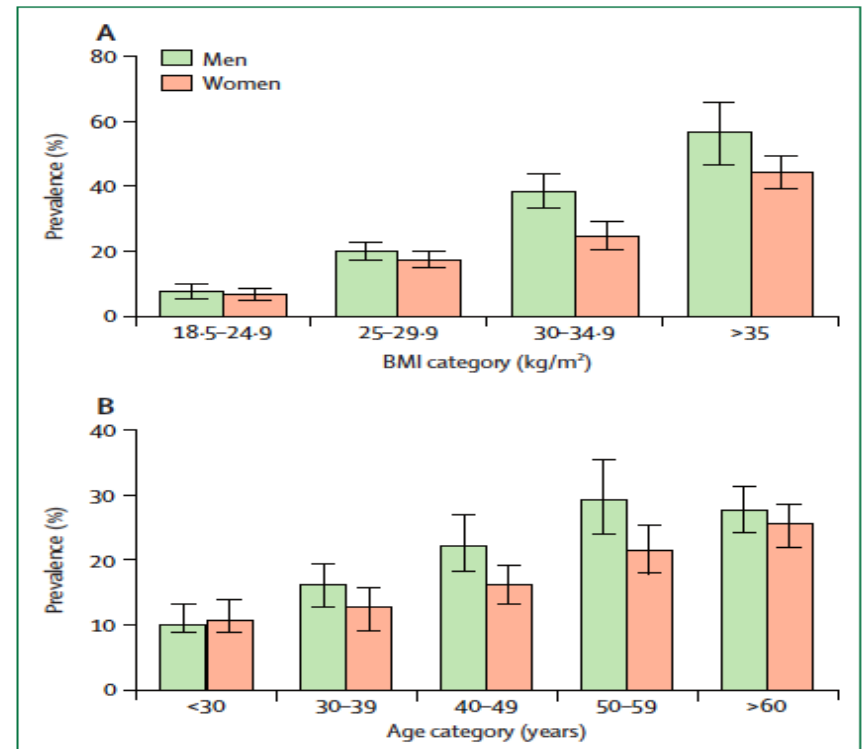 A
Men
Women
Prevalence (%)
80
60
40
20
0
18·5–24·9 25–29·9 30–34·9 >35
BMI category (kg/m²)
B
Prevalence (%)
40
30
20
10
0
<30 30–39 40–49 50–59 >60
Age category (years)